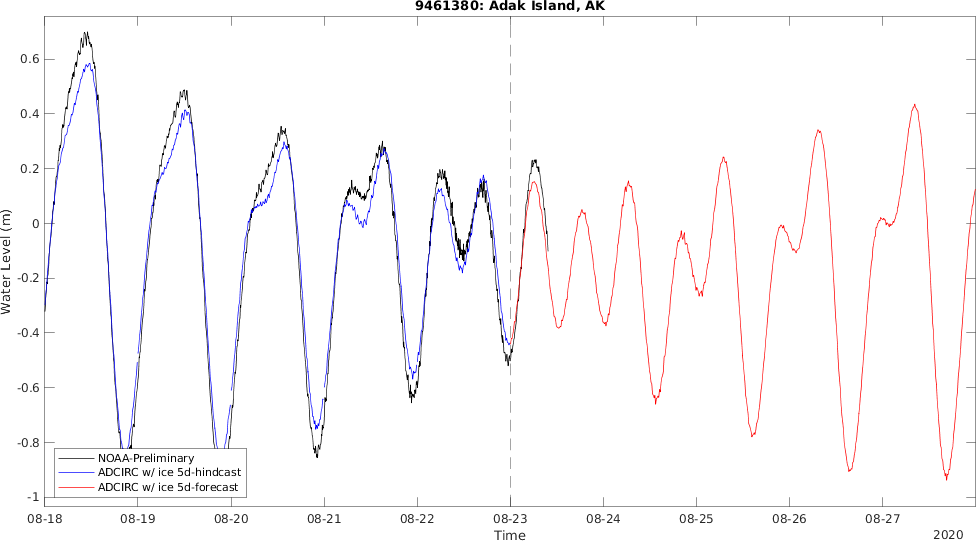 9461380: Adak Island, AK
Water Level (m)
0.6
0.4
0.2
0
-0.2
-0.4
-0.6
-0.8
-1
NOAA-Preliminary
ADCIRC w/ ice 5d-hindcast
ADCIRC w/ ice 5d-forecast
08-18 08-19 08-20 08-21 08-22 08-23 08-24 08-25 08-26 08-27
Time
2020